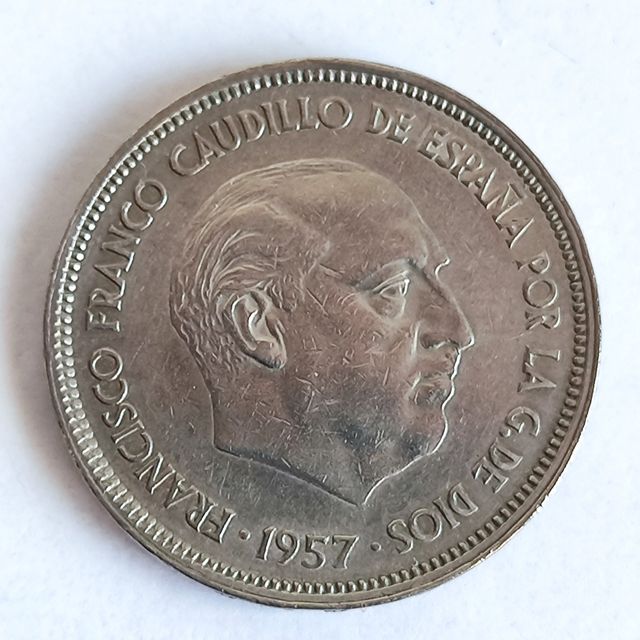 FRANCISCO FRANCO CAUDILLO DE ESPAÑA POR LA G. DE DIOS
· 1957 ·